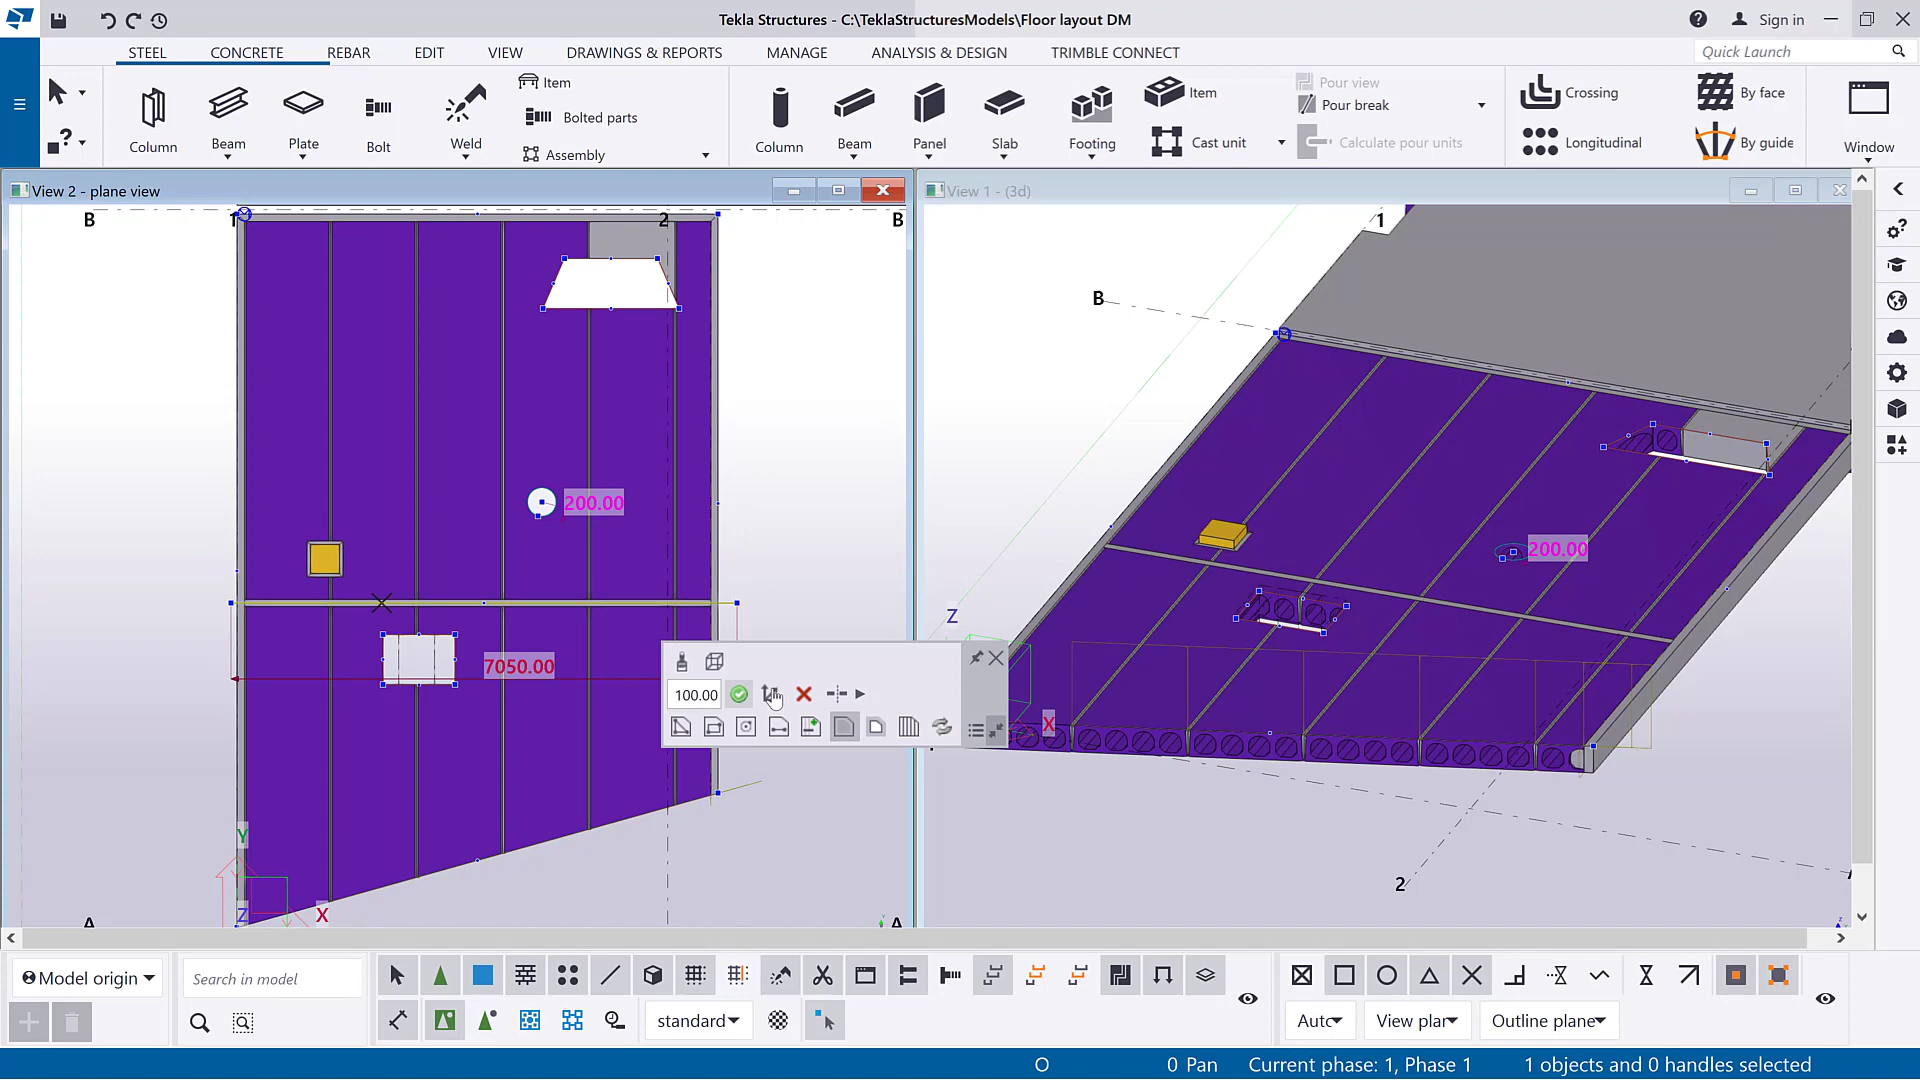 Tekla Structures - C:\TeklaStructuresModels\Floor layout DM
Sign in
STEEL
CONCRETE
REBAR
EDIT
VIEW
DRAWINGS & REPORTS
MANAGE
ANALYSIS & DESIGN
TRIMBLE CONNECT
Quick Launch
Column
Beam
Plate
Bolt
Weld
Item
Bolted parts
Assembly
Column
Beam
Panel
Slab
Footing
Item
Cast unit
Pour view
Pour break
Calculate pour units
Crossing
Longitudinal
By face
By guide
Window
View 2 - plane view
View 1 - (3d)
B
1
2
B
200.00
7050.00
Y
Z
X
A
A
1
B
200.00
Z
X
2
100.00
Model origin
Search in model
standard
Auto
View plan
Outline plane
O
0
Pan
Current phase: 1, Phase 1
1 objects and 0 handles selected